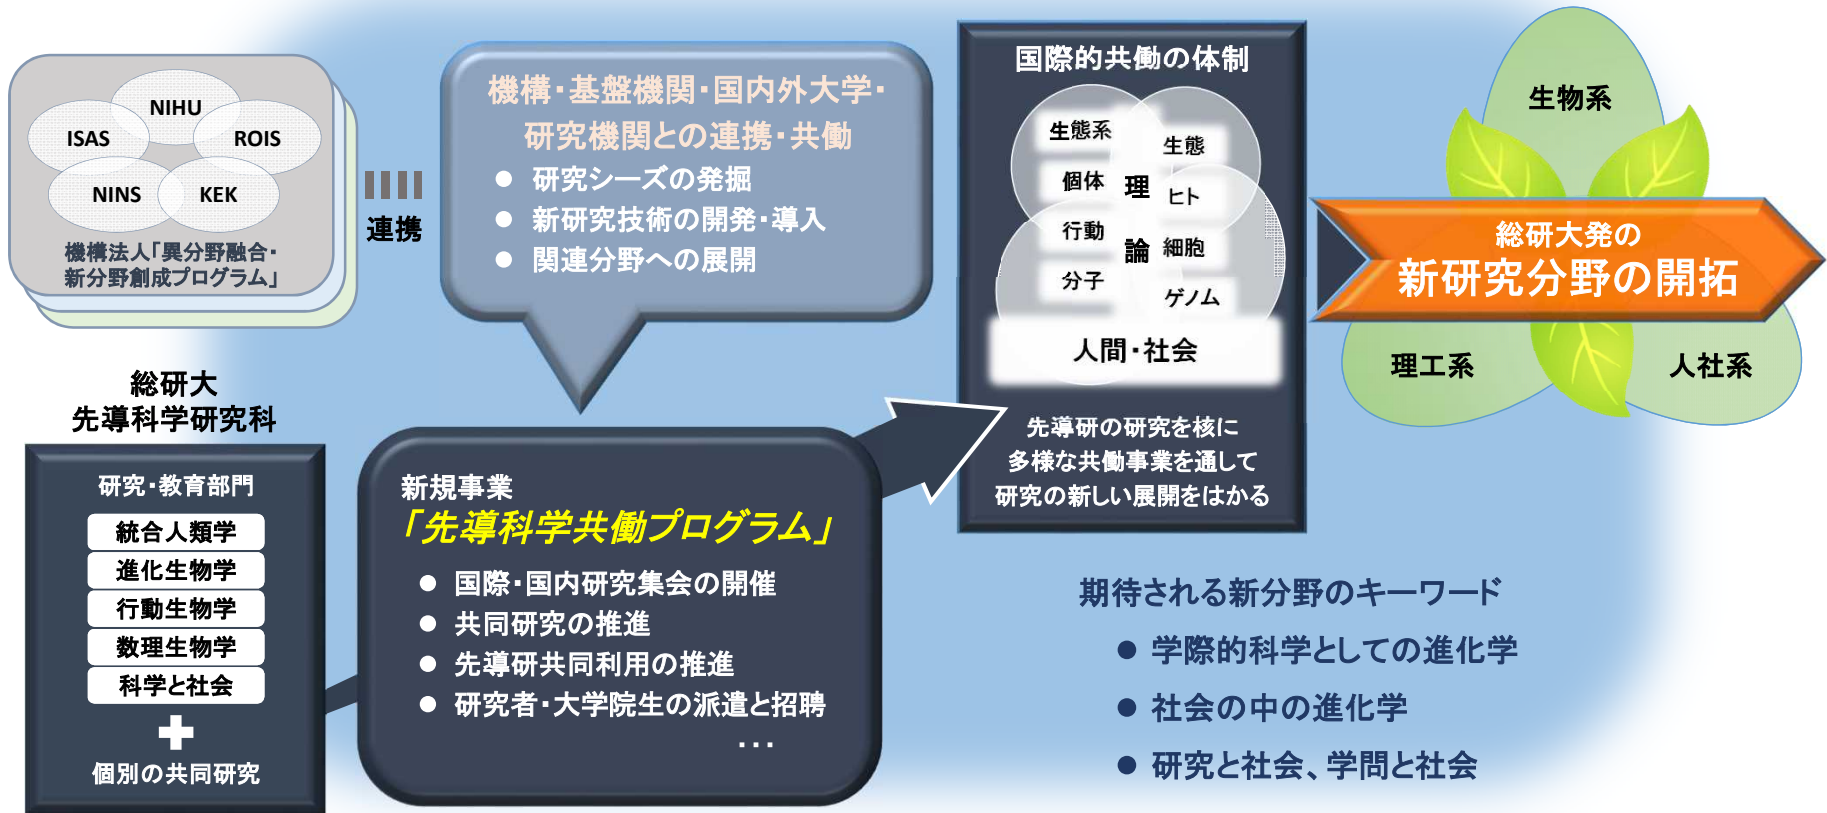 NIHU
ISAS
ROIS
NINS
KEK
機構法人「異分野融合・
新分野創成プログラム」
連携
機構・基盤機関・国内外大学・
研究機関との連携・共働
● 研究シーズの発掘
● 新研究技術の開発・導入
● 関連分野への展開
総研大
先導科学研究科
研究・教育部門
統合人類学
進化生物学
行動生物学
数理生物学
科学と社会
個別の共同研究
新規事業
「先導科学共働プログラム」
● 国際・国内研究集会の開催
● 共同研究の推進
● 先導研共同利用の推進
● 研究者・大学院生の派遣と招聘
...
国際的共働の体制
生態系
個体
行動
分子
理
論
生態
ヒト
細胞
ゲノム
人間・社会
先導研の研究を核に
多様な共働事業を通して
研究の新しい展開をはかる
生物系
総研大発の
新研究分野の開拓
理工系
人社系
期待される新分野のキーワード
● 学際的科学としての進化学
● 社会の中の進化学
● 研究と社会、学問と社会